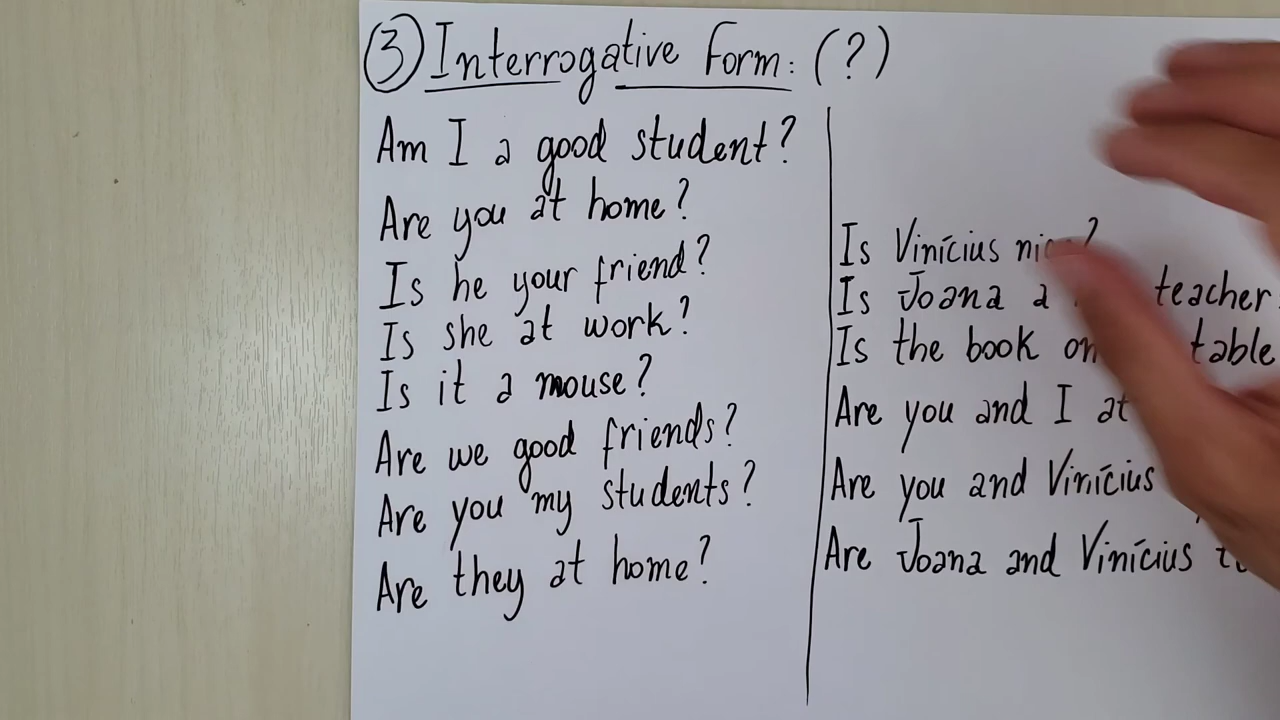 ③ Interrogative Form: (?)
Am I a good student?
Are you at home?
Is he your friend?
Is she at work?
Is it a mouse?
Are we good friends?
Are you my students?
Are they at home?
Is Vinícius ?
Is Joana a teacher
Is the book on table
Are you and I at
Are you and Vinícius
Are Joana and Vinícius